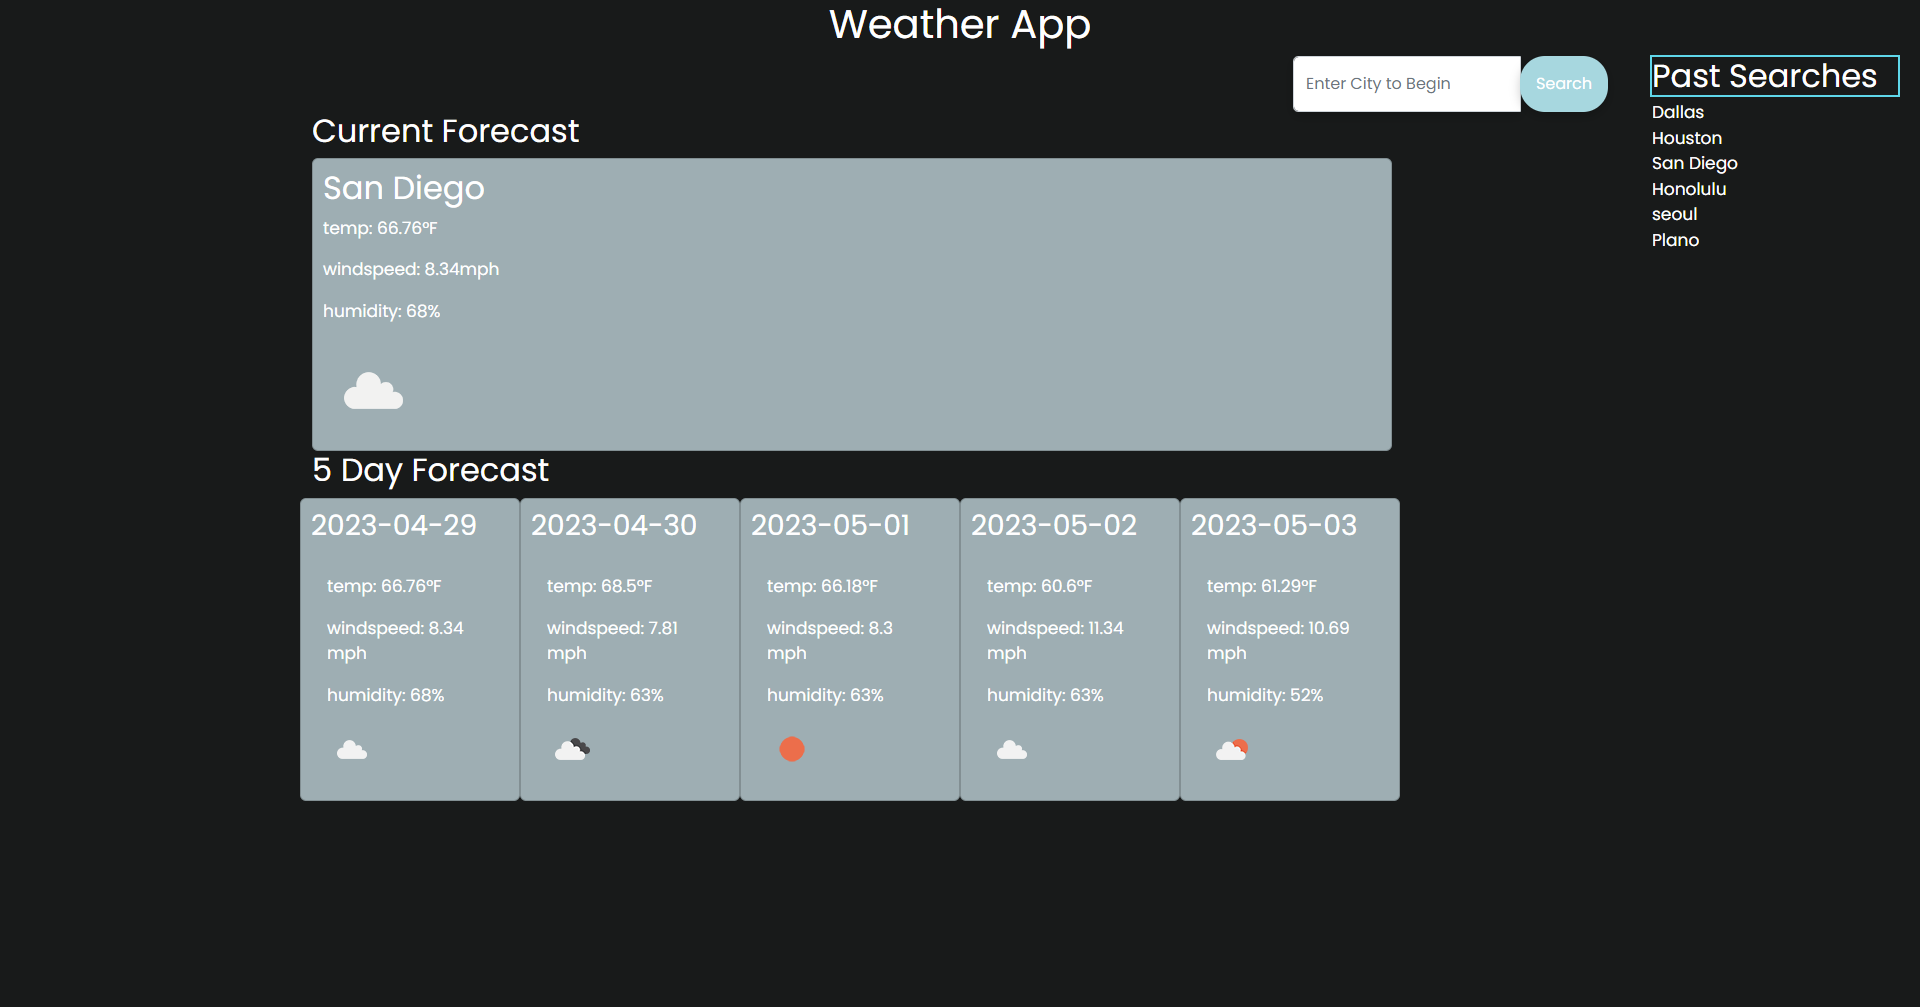 Weather App
Enter City to Begin
Search
Past Searches
Dallas
Houston
San Diego
Honolulu
seoul
Plano
Current Forecast
San Diego
temp: 66.76°F
windspeed: 8.34mph
humidity: 68%
5 Day Forecast
2023-04-29
temp: 66.76°F
windspeed: 8.34
mph
humidity: 68%
2023-04-30
temp: 68.5°F
windspeed: 7.81
mph
humidity: 63%
2023-05-01
temp: 66.18°F
windspeed: 8.3
mph
humidity: 63%
2023-05-02
temp: 60.6°F
windspeed: 11.34
mph
humidity: 63%
2023-05-03
temp: 61.29°F
windspeed: 10.69
mph
humidity: 52%